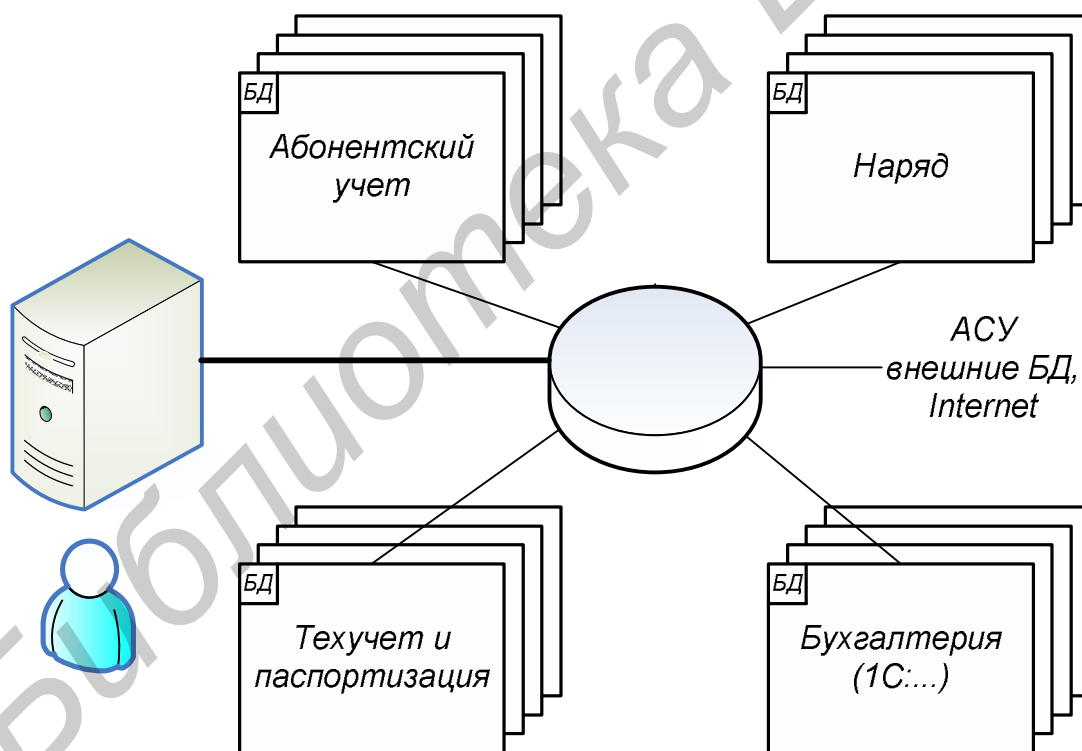 БД
Абонентский
учет
БД
Наряд
АСУ
внешние БД,
Internet
БД
Техучет и
паспортизация
БД
Бухгалтерия
(1С:...)
Библиотека